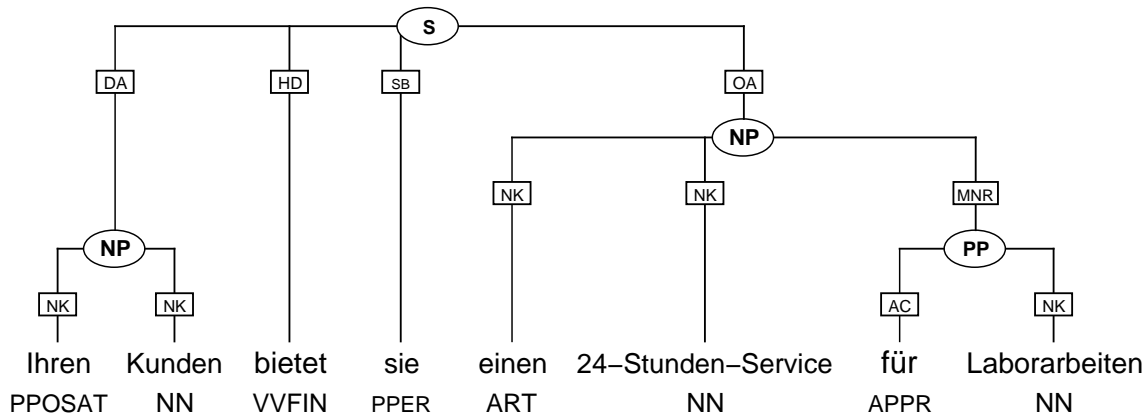 S
DA HD SB OA
NP
NK NK MNR
NP PP
NK NK AC NK
Ihren Kunden bietet sie einen 24−Stunden−Service für Laborarbeiten
PPOSAT NN VVFIN PPER ART NN APPR NN